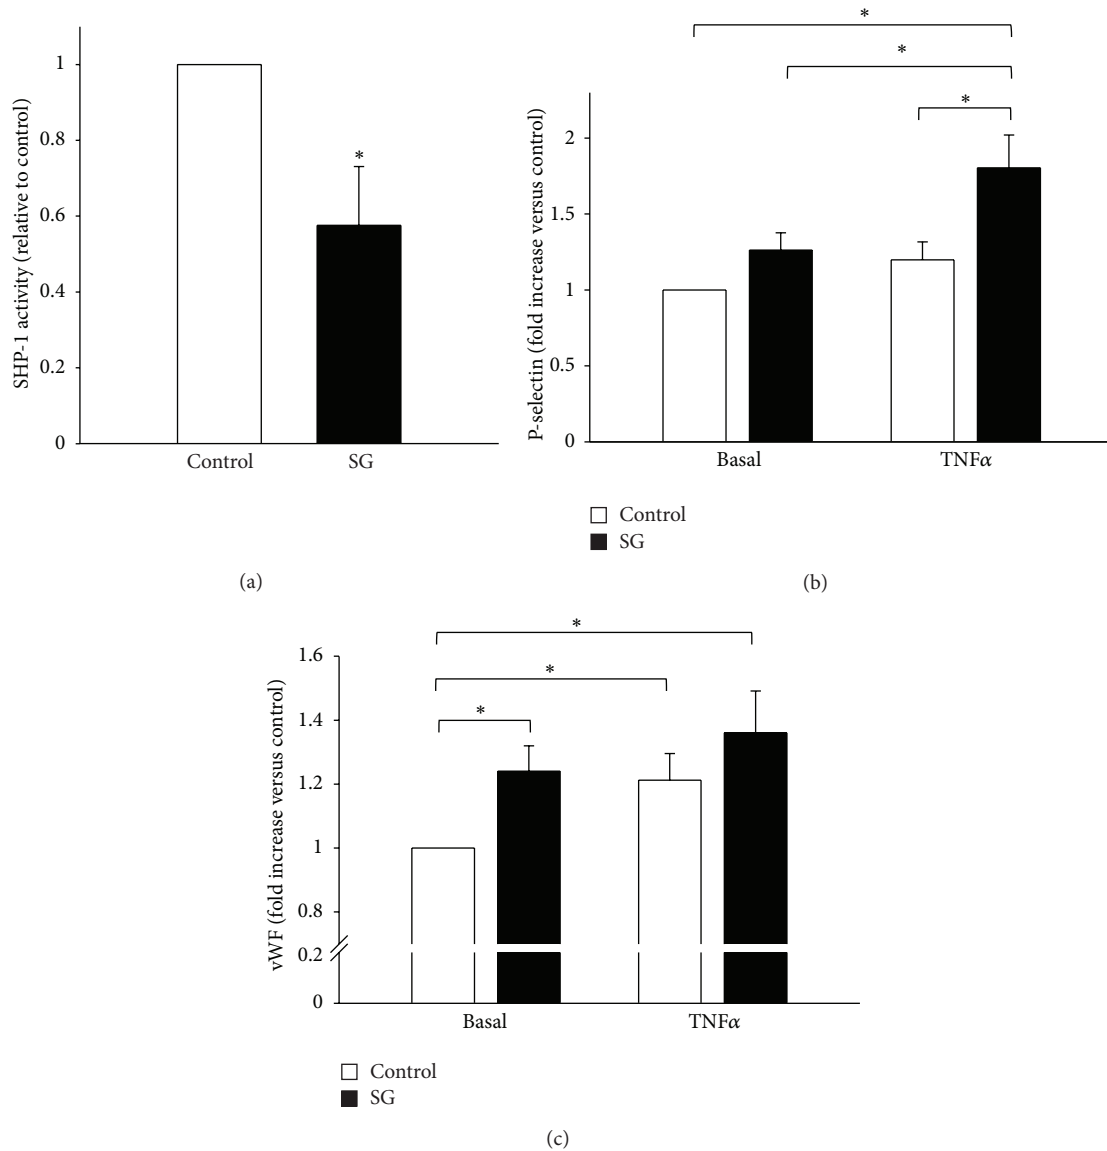 SHP-1 activity (relative to control)
1
0.8
0.6
0.4
0.2
0
*
Control
SG
(a)
P-selectin (fold increase versus control)
2
1.5
1
0.5
0
*
*
*
Basal
TNFα
Control
SG
(b)
vWF (fold increase versus control)
1.6
1.4
1.2
1
0.8
0.2
0
*
*
*
Basal
TNFα
Control
SG
(c)